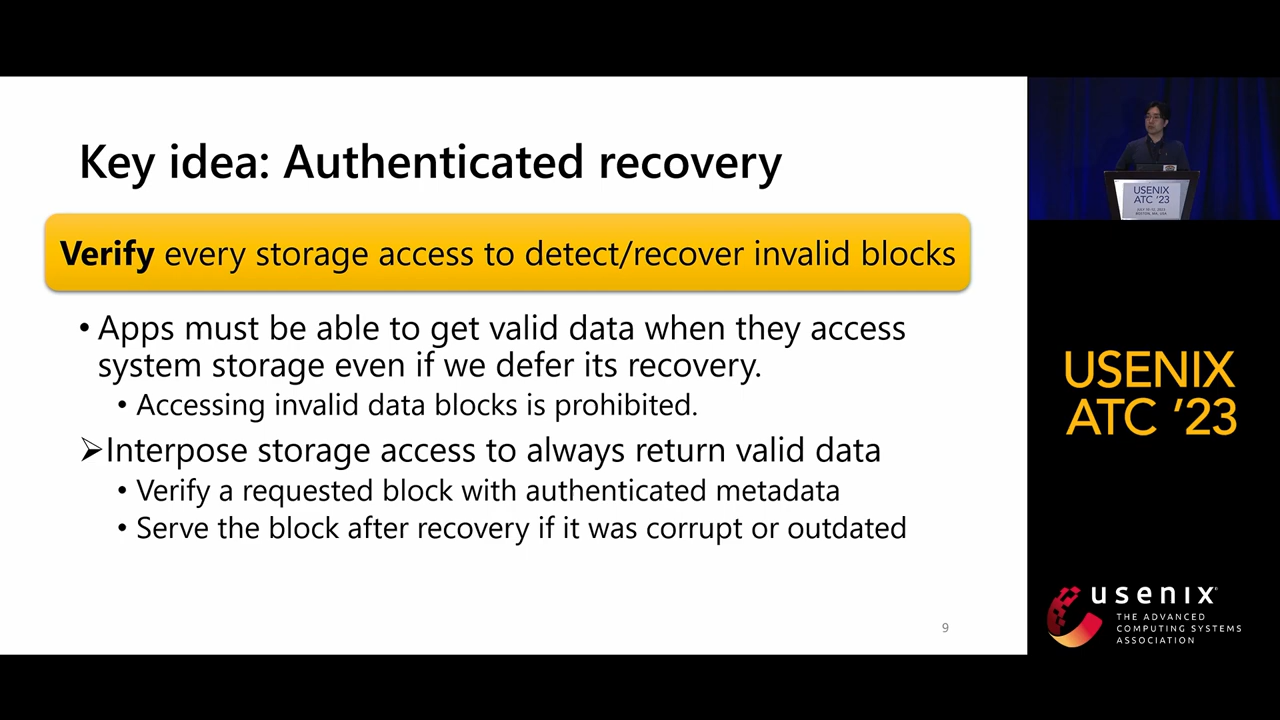 Key idea: Authenticated recovery
Verify every storage access to detect/recover invalid blocks
• Apps must be able to get valid data when they access
system storage even if we defer its recovery.
• Accessing invalid data blocks is prohibited.
➢Interpose storage access to always return valid data
• Verify a requested block with authenticated metadata
• Serve the block after recovery if it was corrupt or outdated
9
USENIX
ATC '23
USENIX
ATC '23
usenix
THE ADVANCED
COMPUTING SYSTEMS
ASSOCIATION